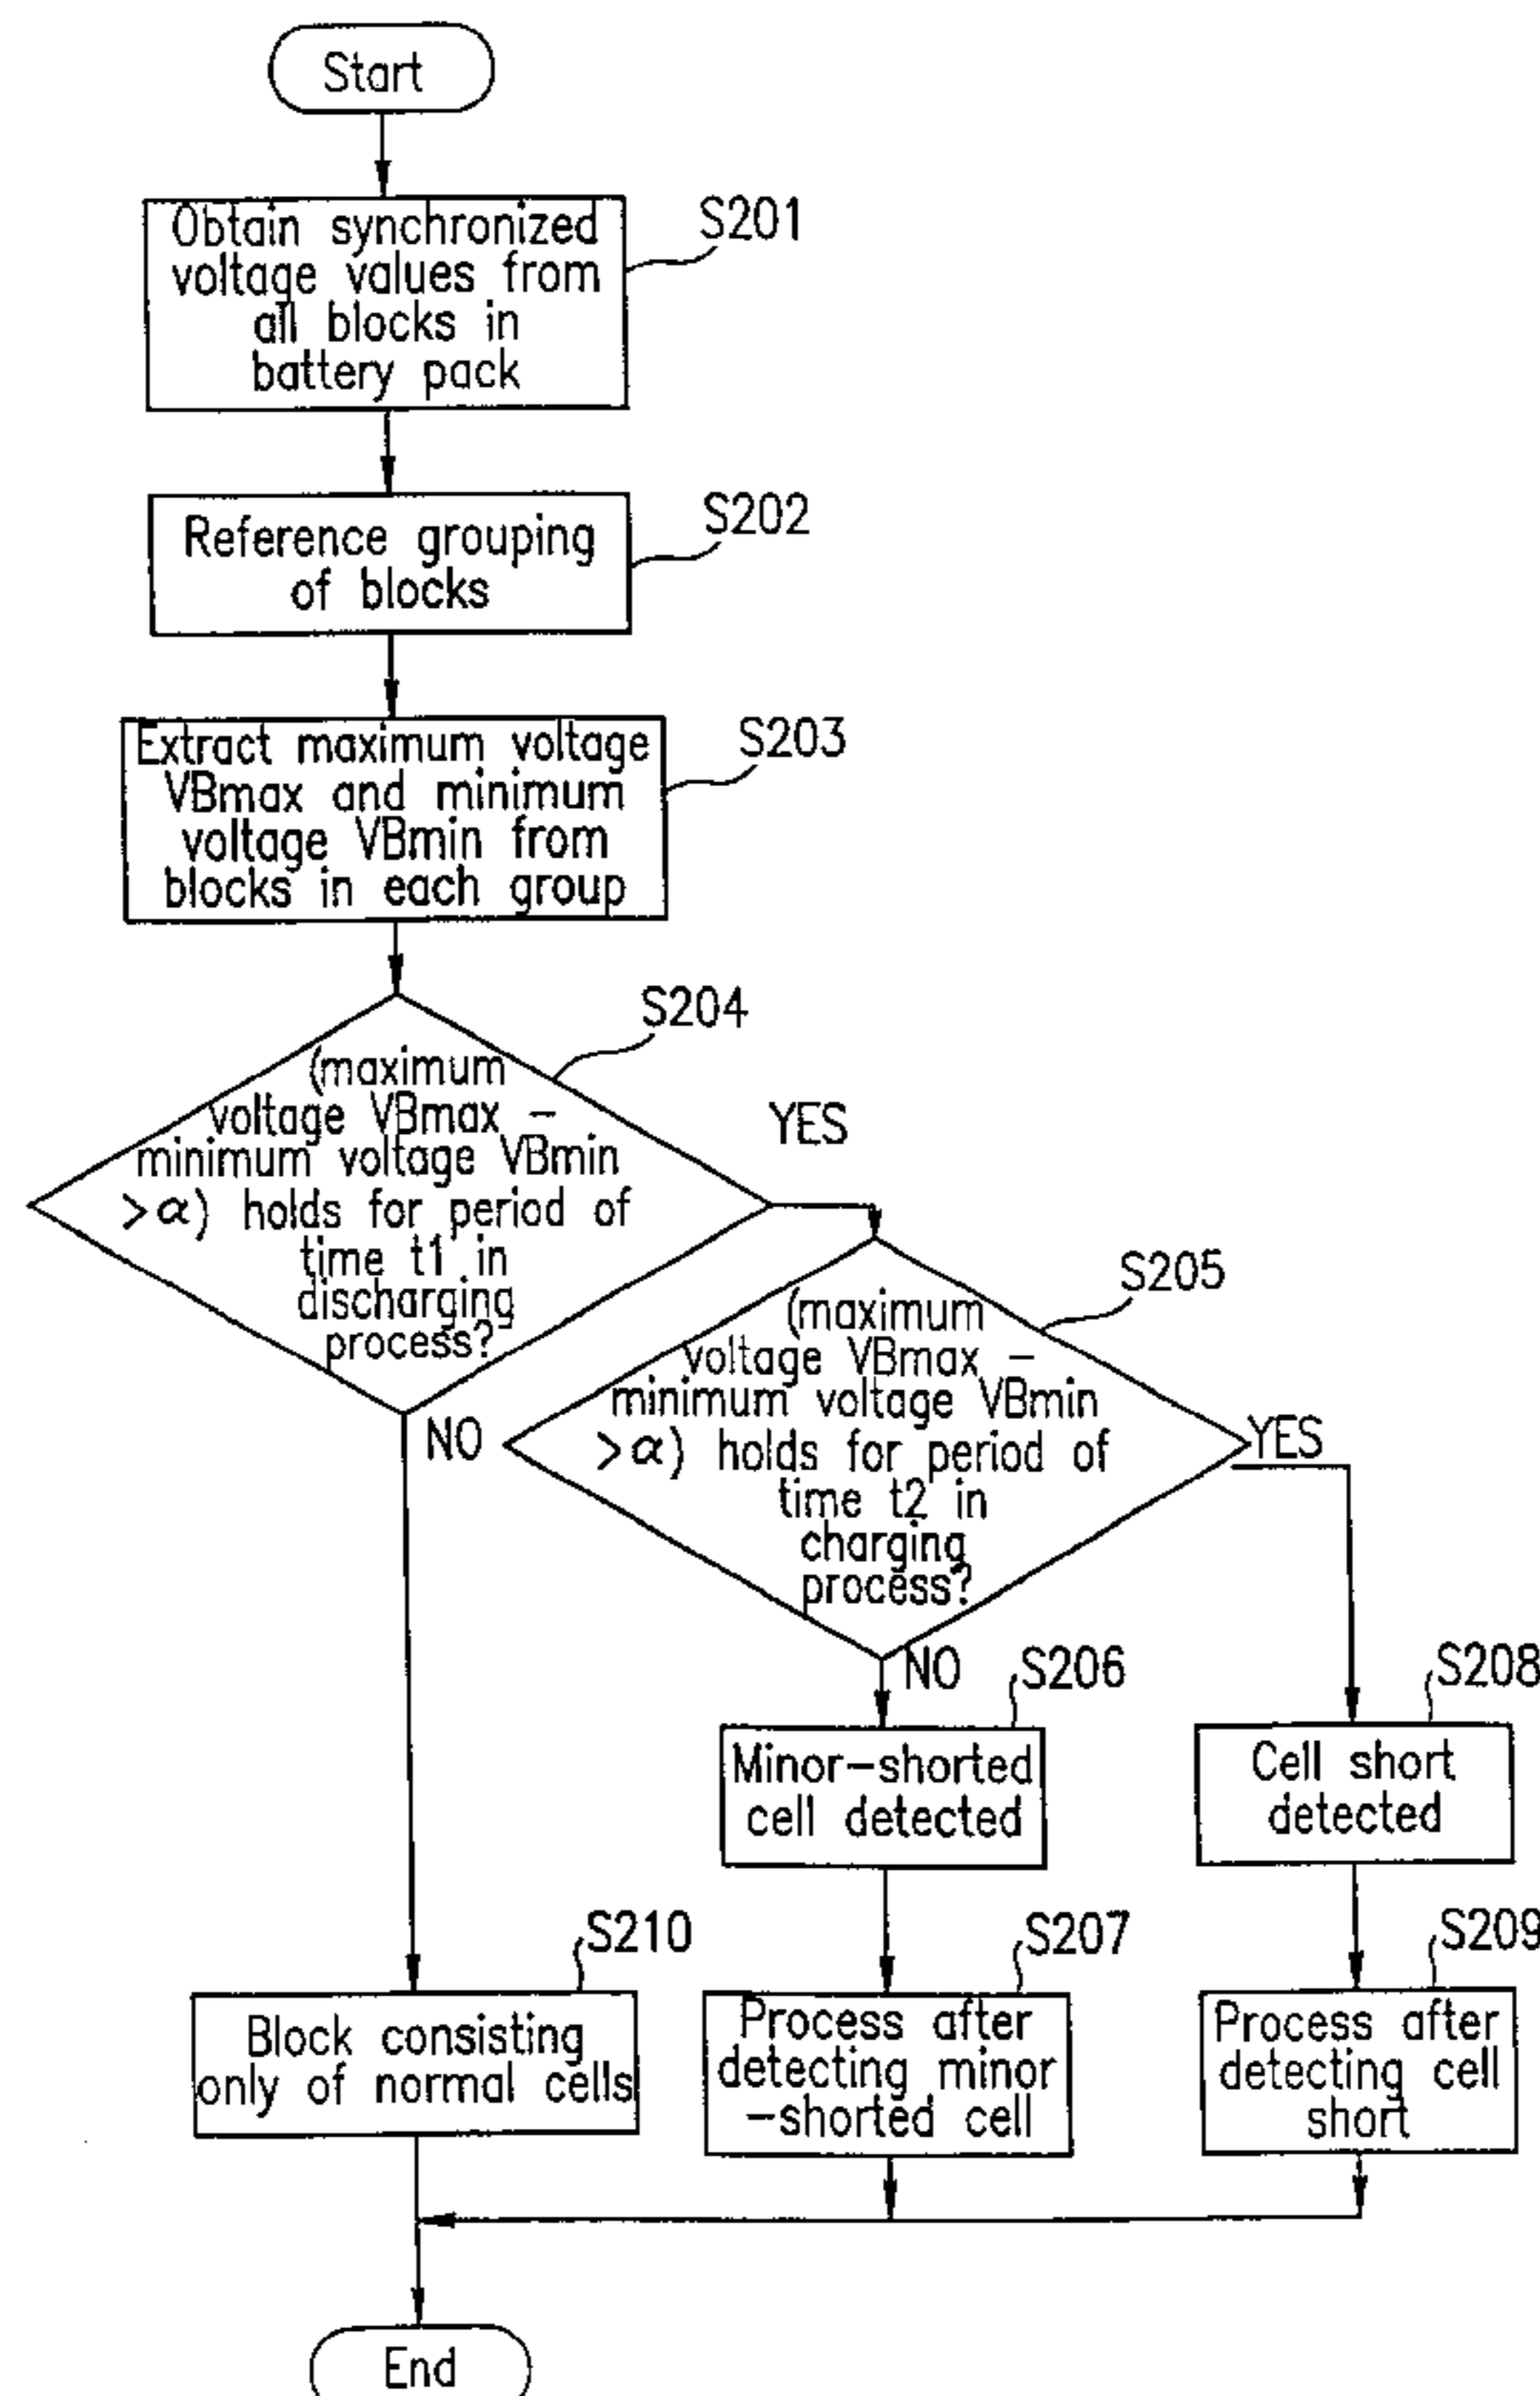 Start
Obtain synchronized
voltage values from
all blocks in
battery pack
S201
Reference grouping
of blocks
S202
Extract maximum voltage
VBmax and minimum
voltage VBmin from
blocks in each group
S203
(maximum
voltage VBmax –
minimum voltage VBmin
>α) holds for period of
time t1 in
discharging
process?
S204
YES
NO
(maximum
voltage VBmax –
minimum voltage VBmin
>α) holds for period of
time t2 in
charging
process?
S205
YES
NO
Minor-shorted
cell detected
S206
Cell short
detected
S208
Block consisting
only of normal cells
S210
Process after
detecting minor
-shorted cell
S207
Process after
detecting cell
short
S209
End